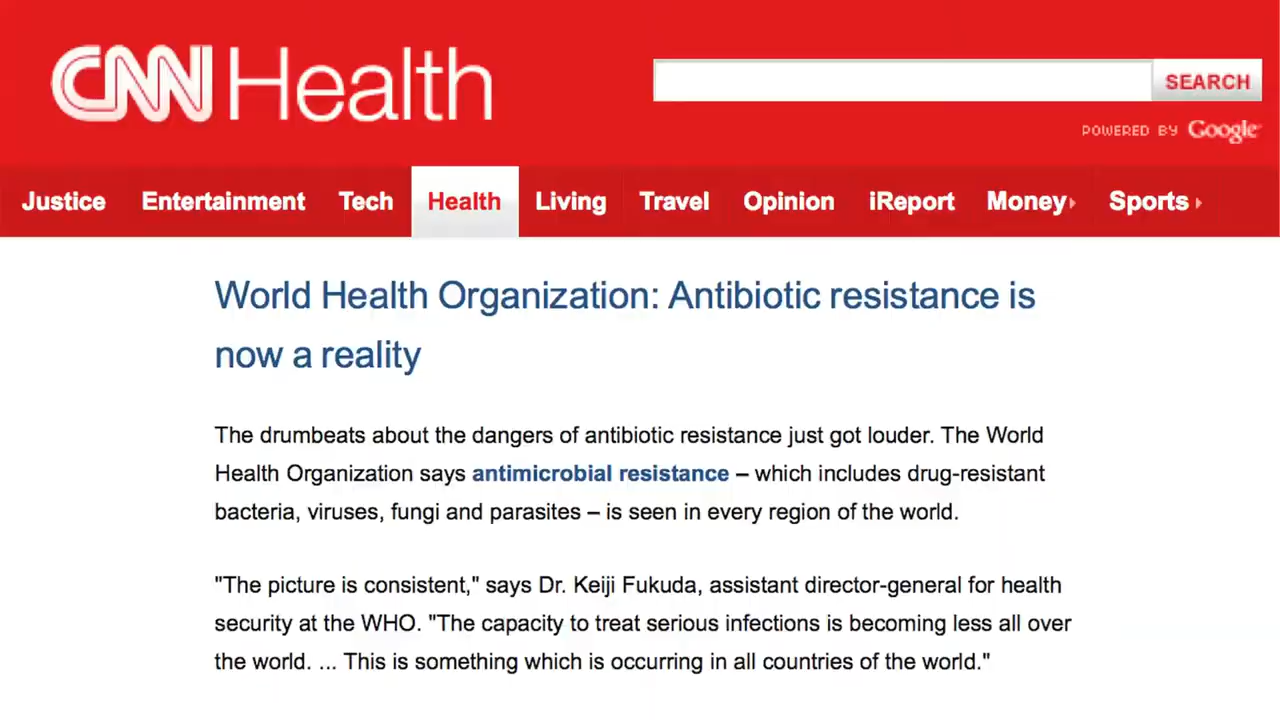 CNN Health
SEARCH
POWERED BY Google
Justice Entertainment Tech Health Living Travel Opinion iReport Money Sports
World Health Organization: Antibiotic resistance is
now a reality
The drumbeats about the dangers of antibiotic resistance just got louder. The World
Health Organization says antimicrobial resistance – which includes drug-resistant
bacteria, viruses, fungi and parasites – is seen in every region of the world.
"The picture is consistent," says Dr. Keiji Fukuda, assistant director-general for health
security at the WHO. "The capacity to treat serious infections is becoming less all over
the world. ... This is something which is occurring in all countries of the world."